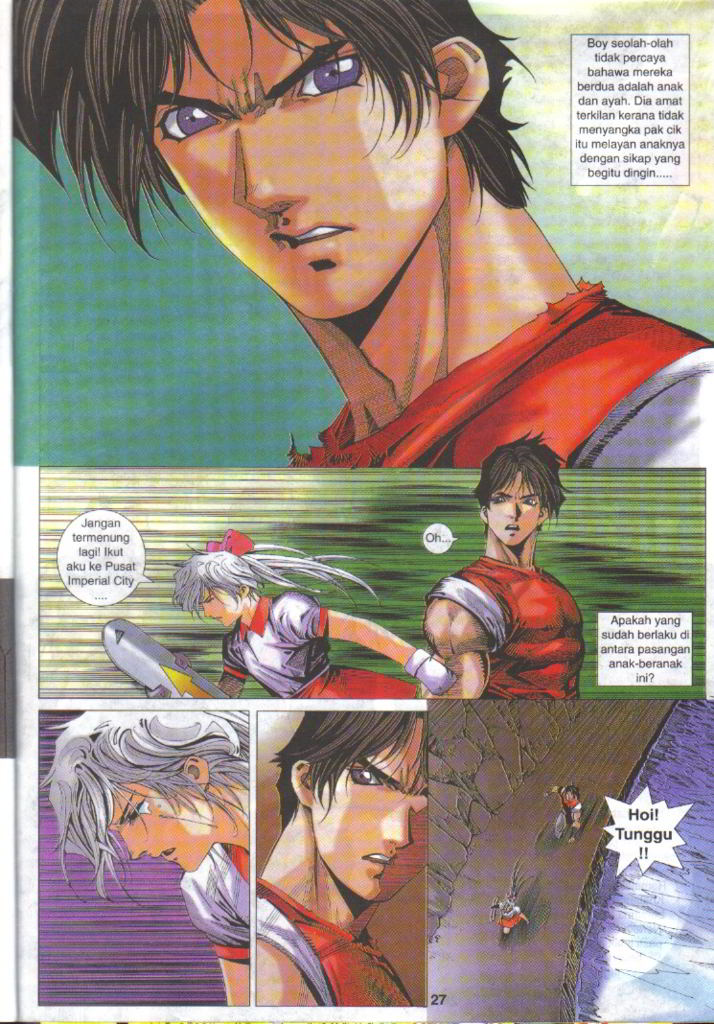 Boy seolah-olah
tidak percaya
bahawa mereka
berdua adalah anak
dan ayah. Dia amat
terkilan kerana tidak
menyangka pak cik
itu melayan anaknya
dengan sikap yang
begitu dingin.....
Jangan
termenung
lagi! Ikut
aku ke Pusat
Imperial City
....
Oh...
Apakah yang
sudah berlaku di
antara pasangan
anak-beranak
ini?
Hoi!
Tunggu
!!
27